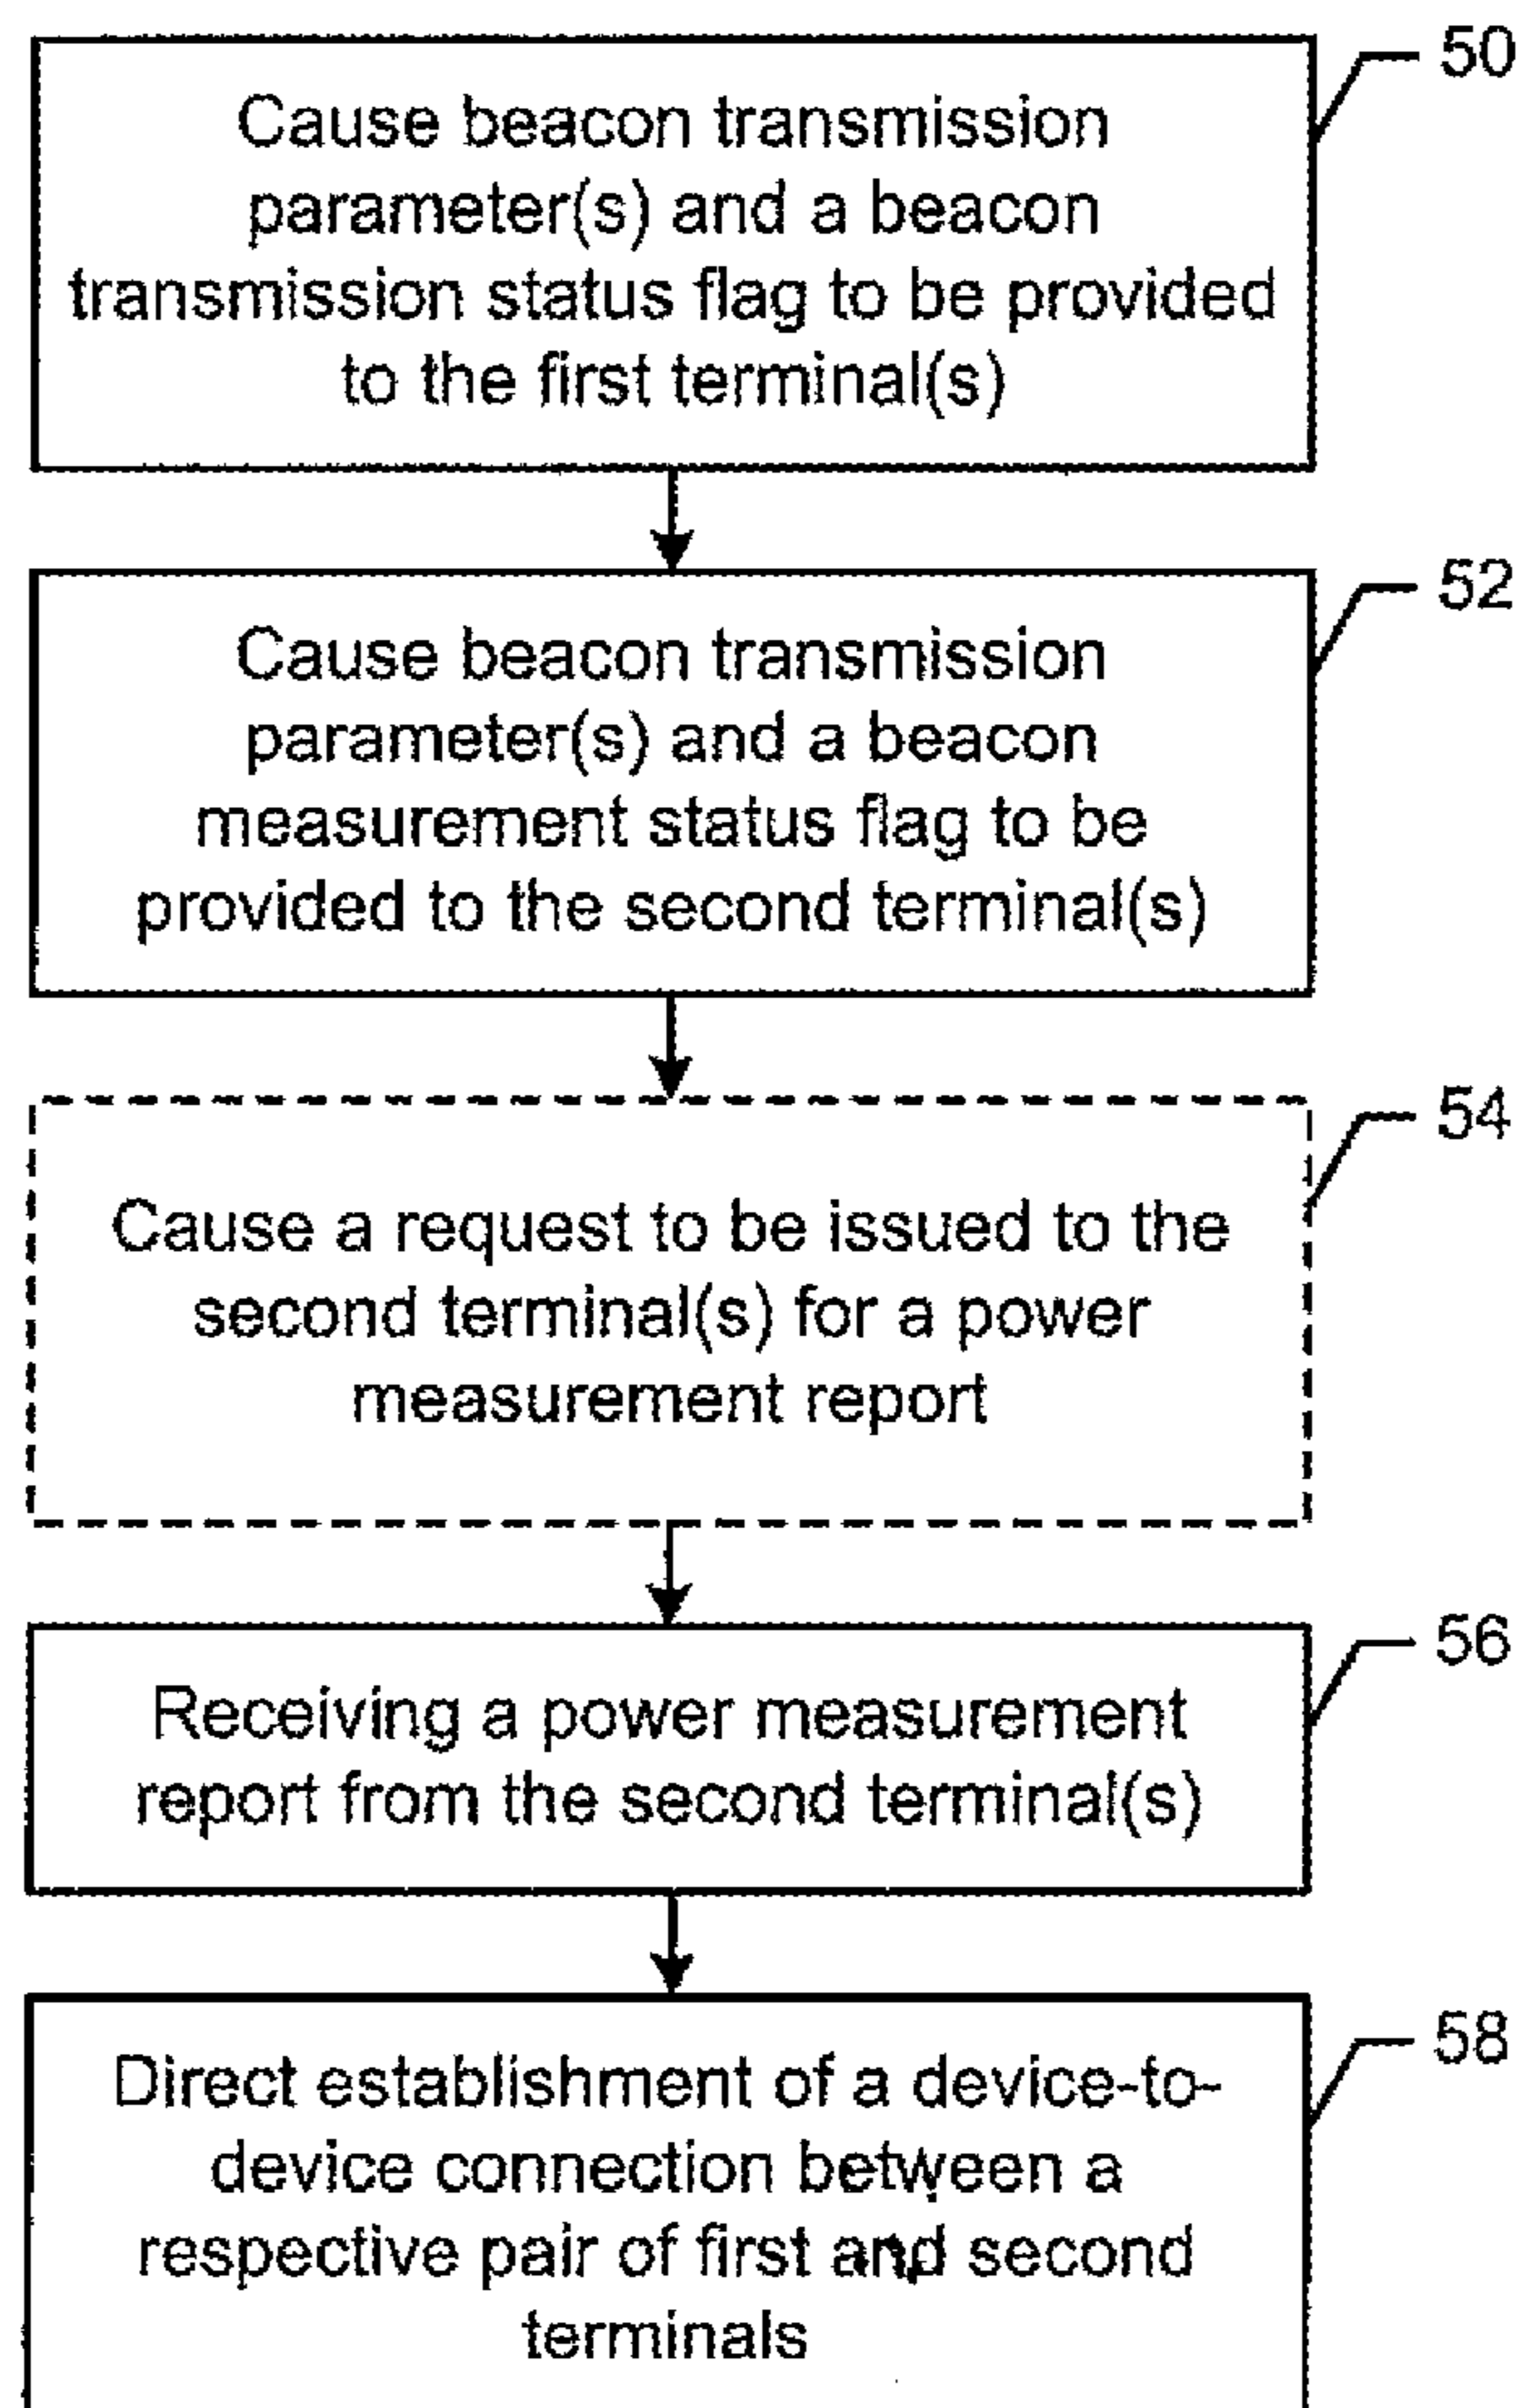 50
Cause beacon transmission
parameter(s) and a beacon
transmission status flag to be provided
to the first terminal(s)
52
Cause beacon transmission
parameter(s) and a beacon
measurement status flag to be
provided to the second terminal(s)
54
Cause a request to be issued to the
second terminal(s) for a power
measurement report
56
Receiving a power measurement
report from the second terminal(s)
58
Direct establishment of a device-to-
device connection between a
respective pair of first and second
terminals